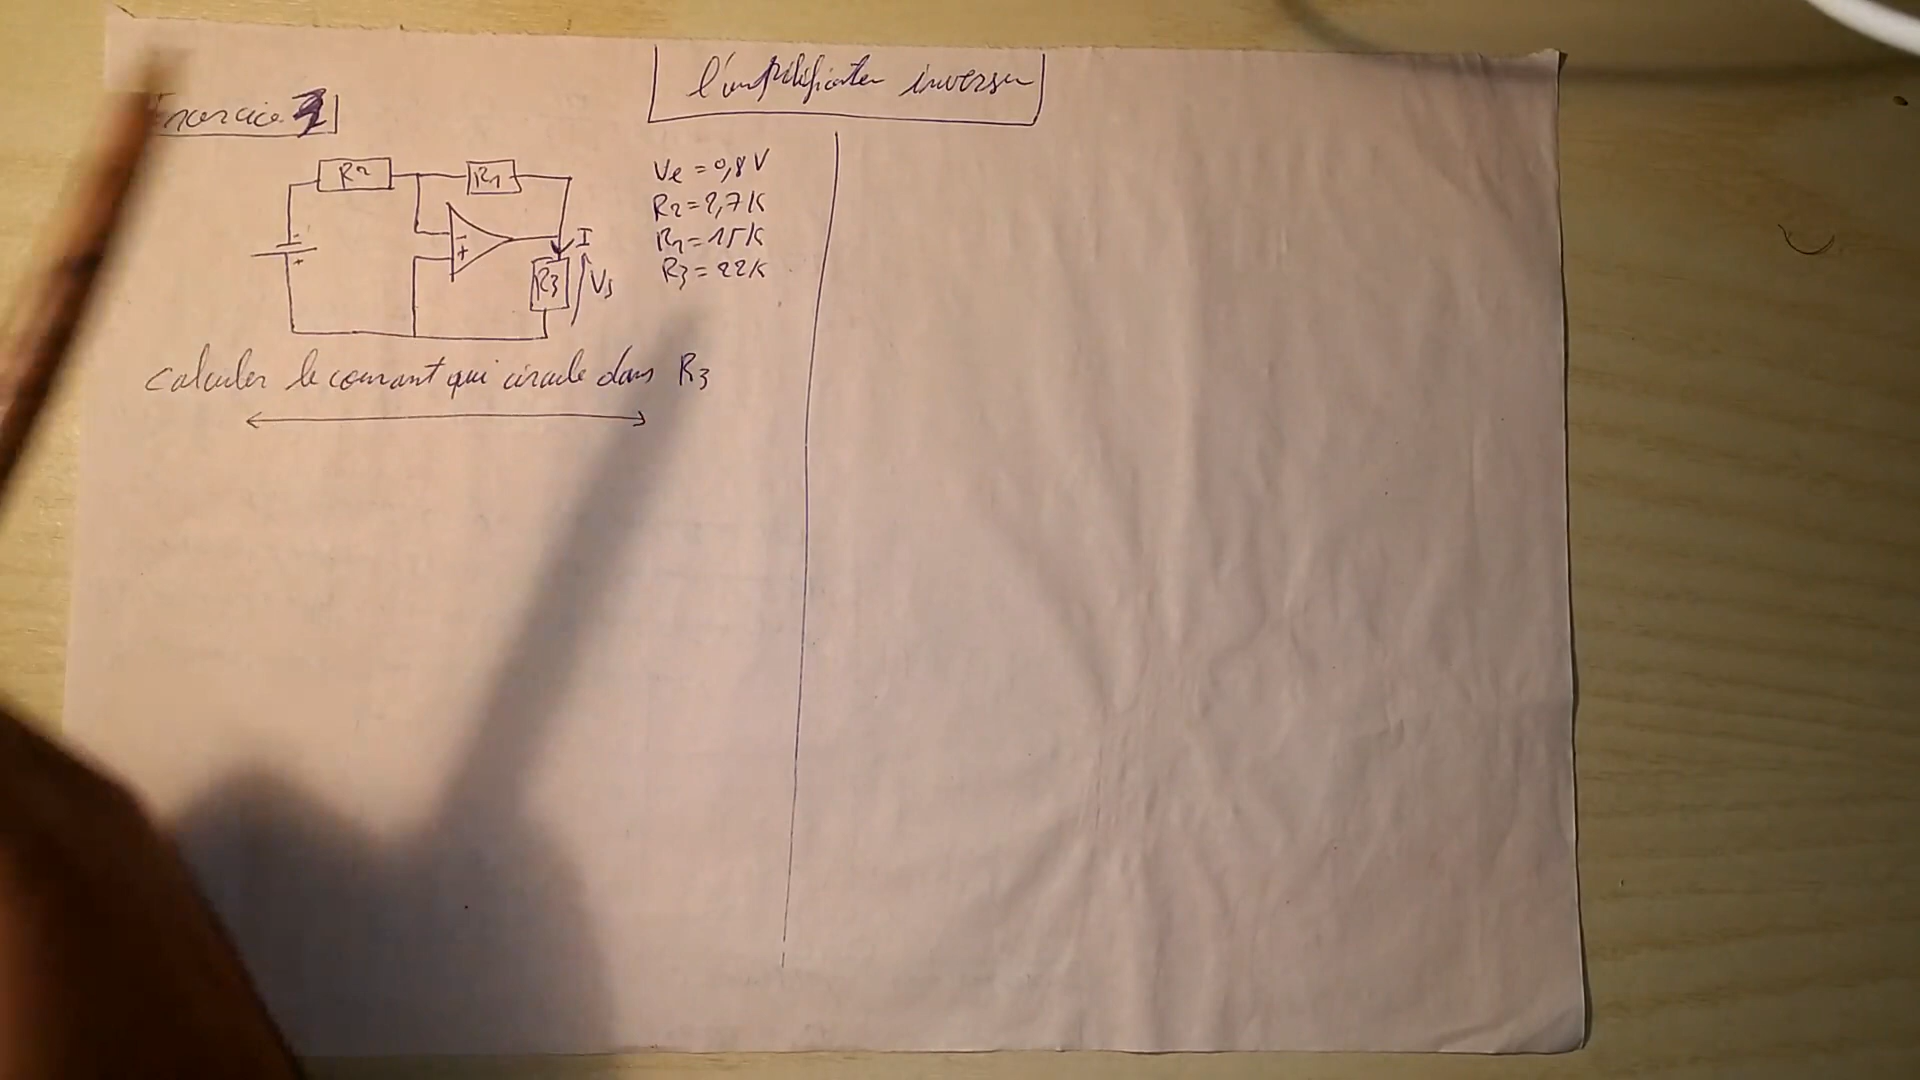 l'amplificateur inverseur
Exercice
R2
R1
-
+
-
+
I
R3
Vs
Ve = 0,8 V
R2 = 2,7 K
R1 = 15 K
R3 = 22 K
calculer le courant qui circule dans R3